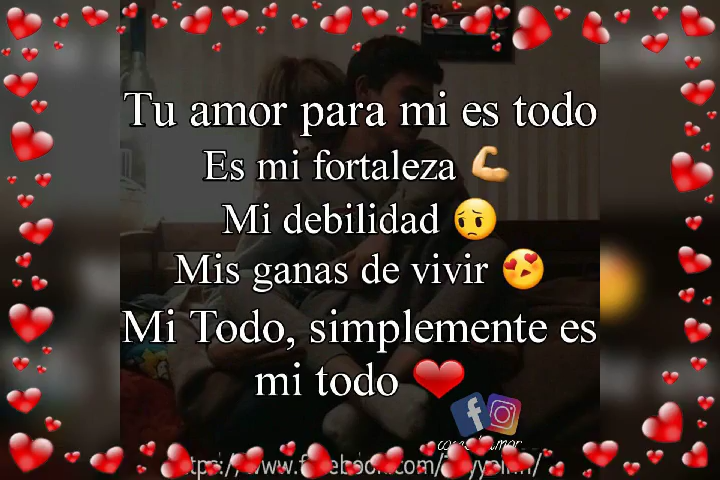 Tu amor para mi es todo
Es mi fortaleza 💪
Mi debilidad 😔
Mis ganas de vivir 😍
Mi Todo, simplemente es
mi todo ❤